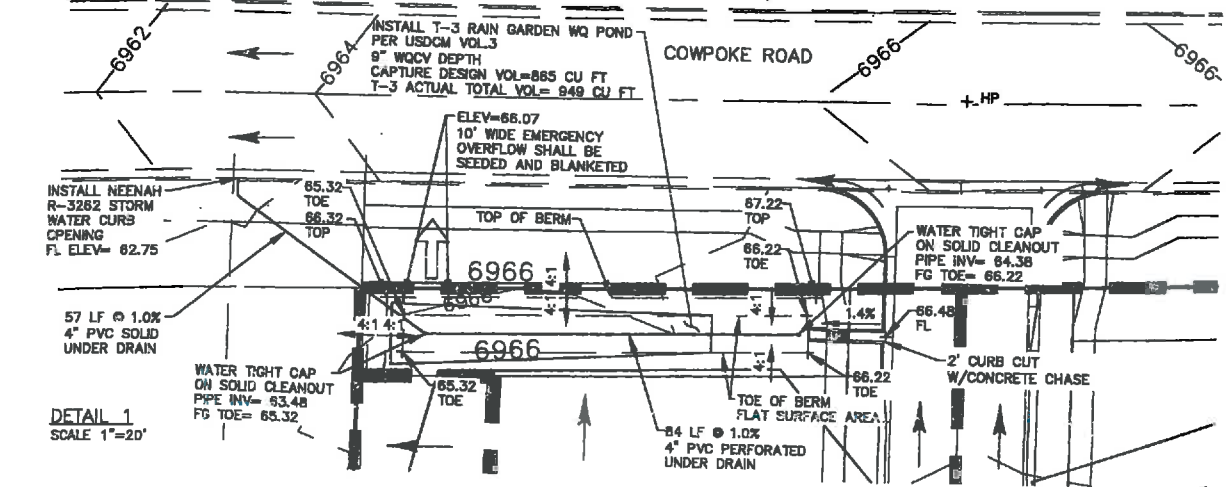 6962
6964
INSTALL T-3 RAIN GARDEN WQ POND
PER USDCM VOL.3
9" WQCV DEPTH
CAPTURE DESIGN VOL=865 CU FT
T-3 ACTUAL TOTAL VOL= 949 CU FT
COWPOKE ROAD
6966
6966
HP
ELEV=66.07
10' WIDE EMERGENCY
OVERFLOW SHALL BE
SEEDED AND BLANKETED
INSTALL NEENAH
R-3262 STORM
WATER CURB
OPENING
FL ELEV= 62.75
65.32
TOE
66.32
TOP
TOP OF BERM
67.22
TOP
66.22
TOE
WATER TIGHT CAP
ON SOLID CLEANOUT
PIPE INV= 64.38
FG TOE= 66.22
6966
4:1
4:1
4:1
1.4%
66.48
FL
57 LF @ 1.0%
4" PVC SOLID
UNDER DRAIN
4:1
4:1
6966
4:1
2' CURB CUT
W/CONCRETE CHASE
WATER TIGHT CAP
ON SOLID CLEANOUT
PIPE INV= 63.48
FG TOE= 65.32
65.32
TOE
66.22
TOE
TOE OF BERM
FLAT SURFACE AREA
84 LF @ 1.0%
4" PVC PERFORATED
UNDER DRAIN
DETAIL 1
SCALE 1"=20'